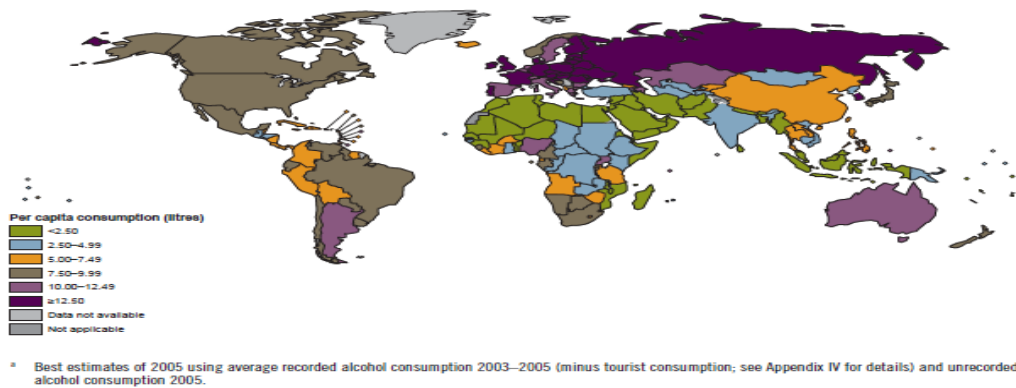 Per capita consumption (litres)
<2.50
2.50–4.99
5.00–7.49
7.50–9.99
10.00–12.49
≥12.50
Data not available
Not applicable
a Best estimates of 2005 using average recorded alcohol consumption 2003–2005 (minus tourist consumption; see Appendix IV for details) and unrecorded
alcohol consumption 2005.